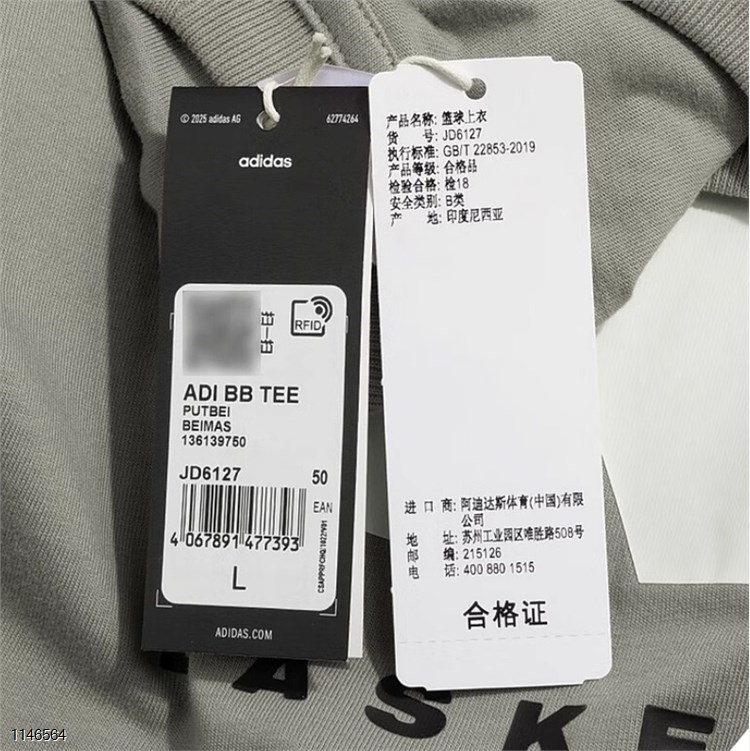 © 2025 adidas AG 62774264
adidas
RFID
ADI BB TEE
PUTBEI
BEIMAS
136139750
JD6127 50
EAN
4 067891 477393
L
ADIDAS.COM
产品名称: 篮球上衣
货 号: JD6127
执行标准: GB/T 22853-2019
产品等级: 合格品
检验合格: 检18
安全类别: B类
产 地: 印度尼西亚
进 口 商: 阿迪达斯体育(中国)有限
公司
地 址: 苏州工业园区唯胜路508号
邮 编: 215126
电 话: 400 880 1515
合格证
ASKE
1146564